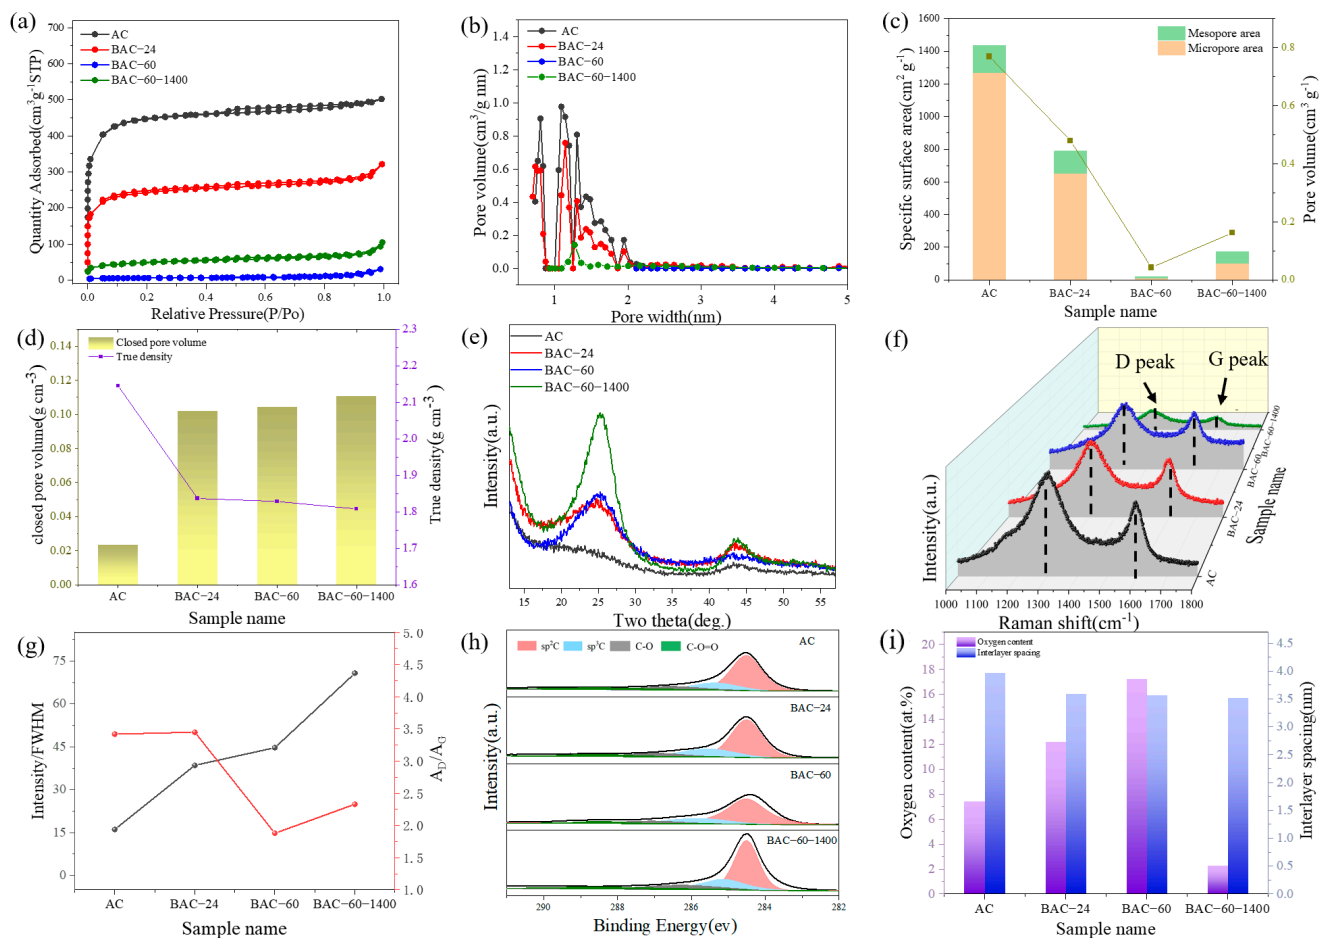 (a)
AC
BAC-24
BAC-60
BAC-60-1400
Quantity Adsorbed(cm³g⁻¹STP)
700
600
500
400
300
200
100
0
0.0 0.2 0.4 0.6 0.8 1.0
Relative Pressure(P/Po)
(b)
AC
BAC-24
BAC-60
BAC-60-1400
Pore volume(cm³/g nm)
1.4
1.2
1.0
0.8
0.6
0.4
0.2
0.0
1 2 3 4 5
Pore width(nm)
(c)
Mesopore area
Micropore area
Specific surface area(cm² g⁻¹)
1600
1400
1200
1000
800
600
400
200
0
Pore volume(cm³ g⁻¹)
0.8
0.6
0.4
0.2
0.0
AC BAC-24 BAC-60 BAC-60-1400
Sample name
(d)
Closed pore volume
True density
closed pore volume(g cm⁻³)
0.14
0.12
0.10
0.08
0.06
0.04
0.02
0.00
True density(g cm⁻³)
2.3
2.2
2.1
2.0
1.9
1.8
1.7
1.6
AC BAC-24 BAC-60 BAC-60-1400
Sample name
(e)
AC
BAC-24
BAC-60
BAC-60-1400
Intensity(a.u.)
15 20 25 30 35 40 45 50 55
Two theta(deg.)
(f)
D peak
G peak
Intensity(a.u.)
1000 1100 1200 1300 1400 1500 1600 1700 1800
Raman shift(cm⁻¹)
AC
BAC-24
BAC-60
BAC-60-1400
Sample name
(g)
Intensity/FWHM
75
60
45
30
15
0
A_D/A_G
5.0
4.5
4.0
3.5
3.0
2.5
2.0
1.5
1.0
AC BAC-24 BAC-60 BAC-60-1400
Sample name
(h)
sp²C sp³C C-O C-O=O
AC
BAC-24
BAC-60
BAC-60-1400
Intensity(a.u.)
290 288 286 284 282
Binding Energy(ev)
(i)
Oxygen content
Interlayer spacing
Oxygen content(at.%)
20
18
16
14
12
10
8
6
4
2
0
Interlayer spacing(nm)
4.5
4.0
3.5
3.0
2.5
2.0
1.5
1.0
0.5
0.0
AC BAC-24 BAC-60 BAC-60-1400
Sample name